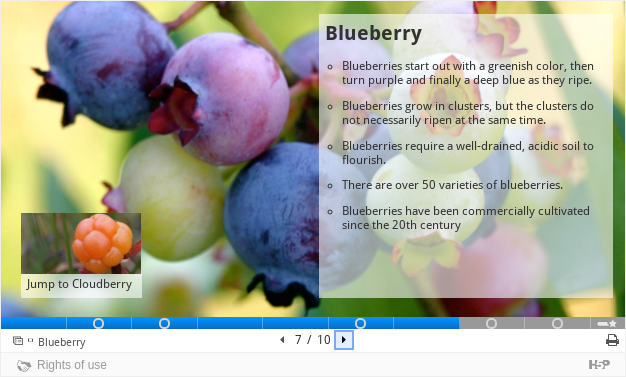 Blueberry
Blueberries start out with a greenish color, then
turn purple and finally a deep blue as they ripe.
Blueberries grow in clusters, but the clusters do
not necessarily ripen at the same time.
Blueberries require a well-drained, acidic soil to
flourish.
There are over 50 varieties of blueberries.
Blueberries have been commercially cultivated
since the 20th century
Jump to Cloudberry
Blueberry
7 / 10
Rights of use
H5P